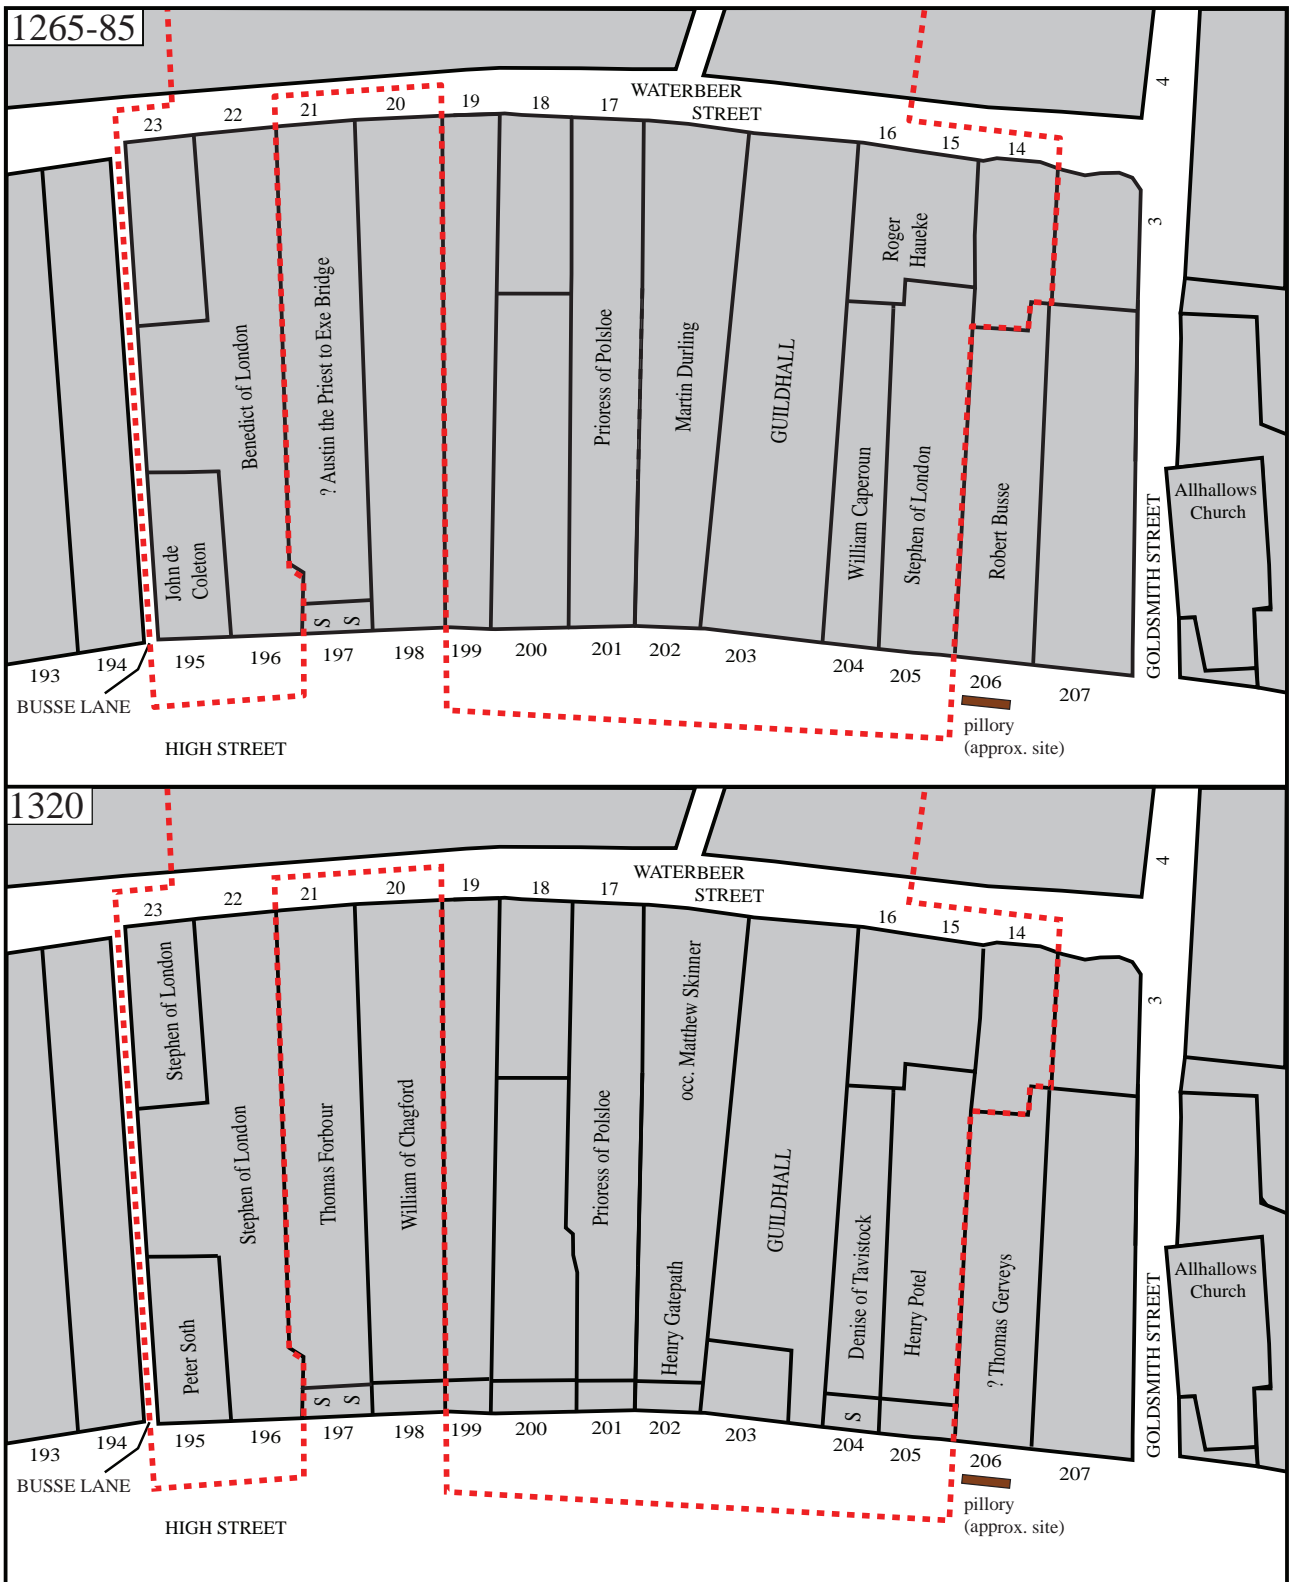 1265-85
4
WATERBEER
STREET
23
22
21
20
19
18
17
16
15
14
3
Roger
Haueke
? Austin the Priest to Exe Bridge
Benedict of London
Prioress of Polsloe
Martin Durling
GUILDHALL
William Caperoun
Stephen of London
Robert Busse
John de
Coleton
S
S
Allhallows
Church
GOLDSMITH STREET
193
194
195
196
197
198
199
200
201
202
203
204
205
206
207
BUSSE LANE
pillory
(approx. site)
HIGH STREET
1320
4
WATERBEER
STREET
23
22
21
20
19
18
17
16
15
14
3
Stephen of London
Stephen of London
Thomas Forbour
William of Chagford
Prioress of Polsloe
occ. Matthew Skinner
Henry Gatepath
GUILDHALL
Denise of Tavistock
Henry Potel
? Thomas Gerveys
Peter Soth
S
S
S
Allhallows
Church
GOLDSMITH STREET
193
194
195
196
197
198
199
200
201
202
203
204
205
206
207
BUSSE LANE
pillory
(approx. site)
HIGH STREET